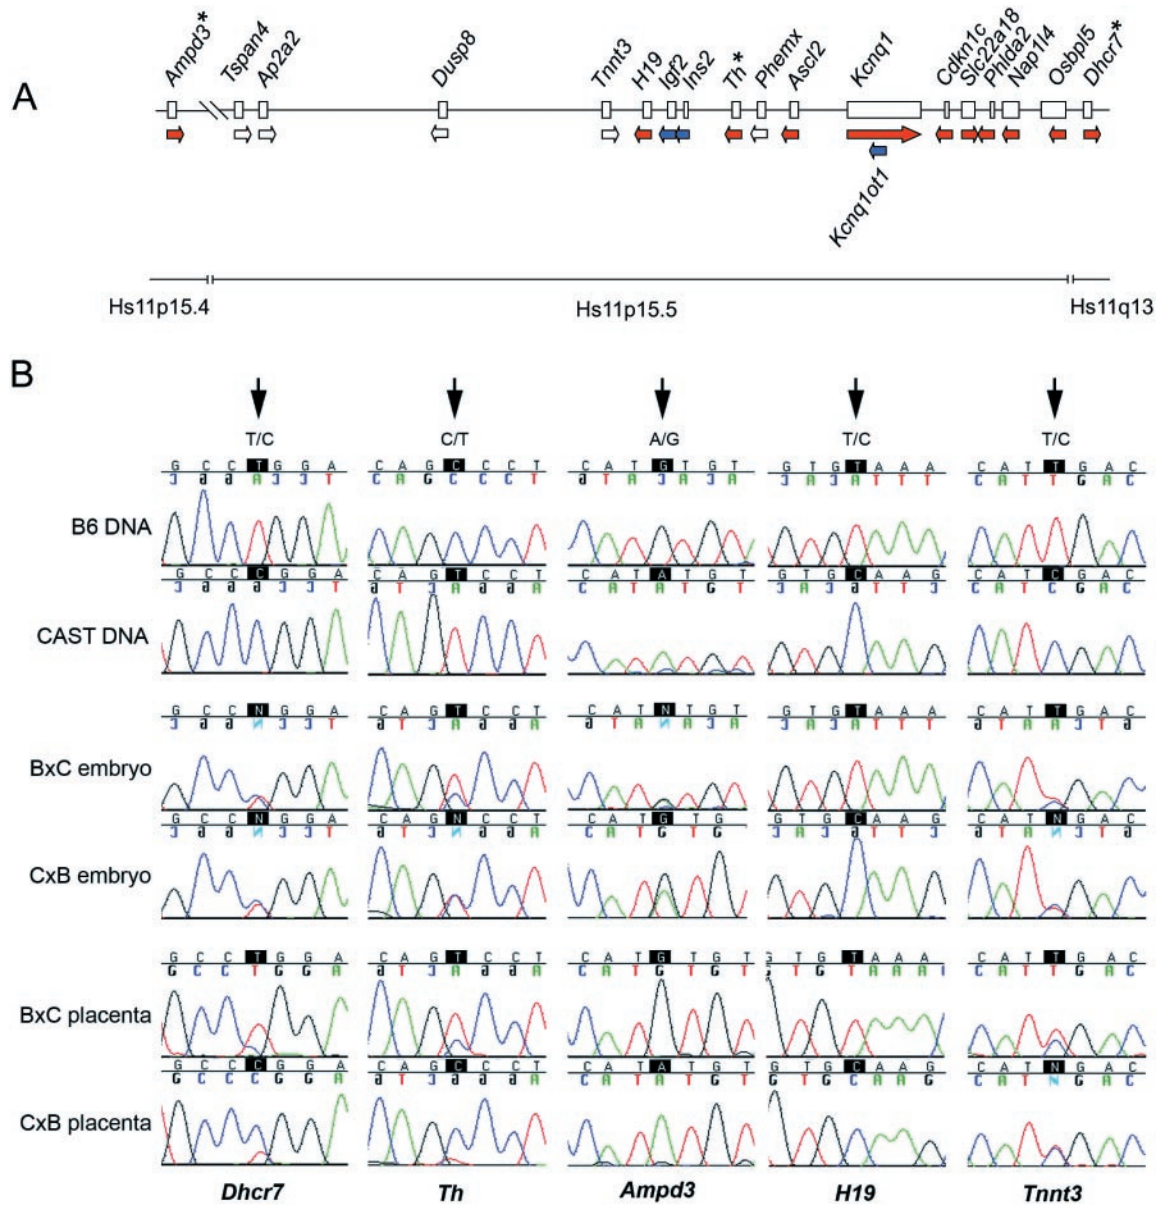 A
Ampd3* Tspan4 Ap2a2 Dusp8 Tnnt3 H19 Igf2 Ins2 Th* Phemx Ascl2 Kcnq1 Cdkn1c Slc22a18 Phlda2 Nap1l4 Osbpl5 Dhcr7*
Kcnq1ot1
Hs11p15.4 Hs11p15.5 Hs11q13
B
T/C C/T A/G T/C T/C
G C C T G G A C A G C C C T C A T G T G T G T G T A A A C A T T G A C
B6 DNA
G C C C G G A C A G T C C T C A T A T G T G T G C A A G C A T C G A C
CAST DNA
G C C N G G A C A G T C C T C A T N T G T G T G T A A A C A T T G A C
BxC embryo
G C C N G G A C A G N C C T C A T G T G G T G C A A G C A T N G A C
CxB embryo
G C C T G G A C A G T C C T C A T G T G T G T G T A A A C A T T G A C
BxC placenta
G C C C G G A C A G C C C T C A T A T G T G T G C A A G C A T N G A C
CxB placenta
Dhcr7 Th Ampd3 H19 Tnnt3